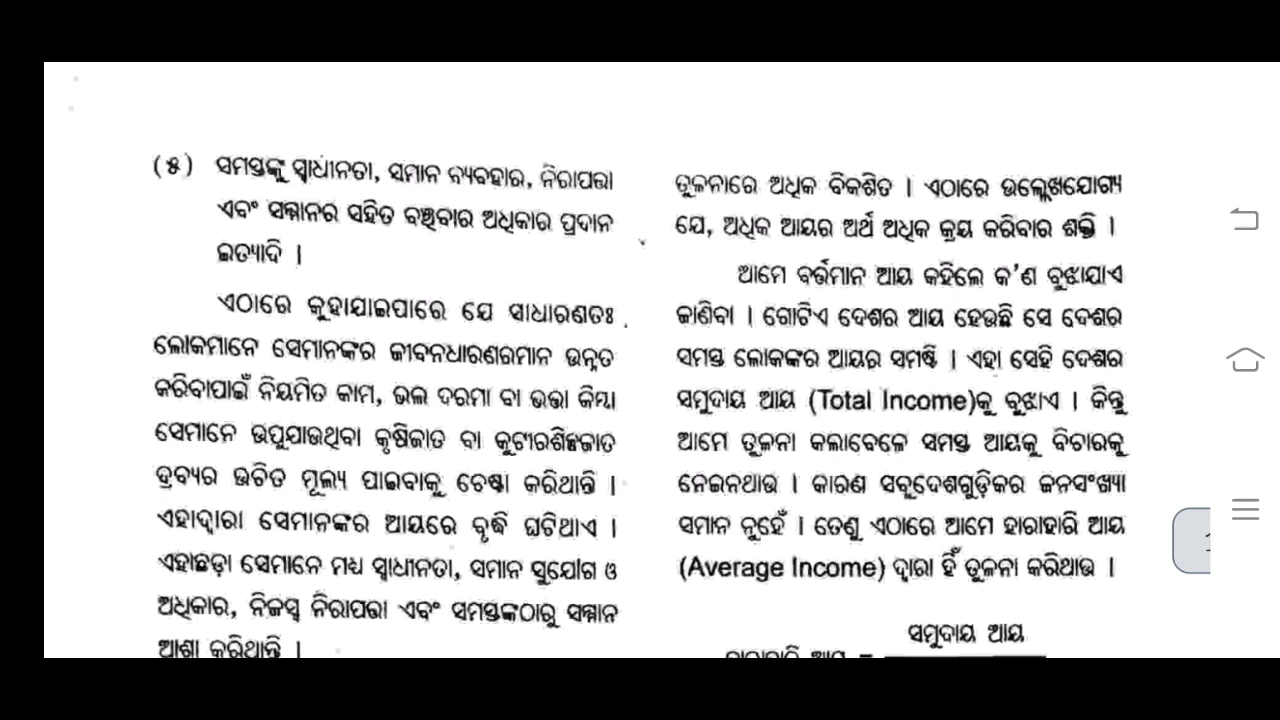 (୫) ସମସ୍ତଙ୍କୁ ସ୍ୱାଧୀନତା, ସମାନ ବ୍ୟବହାର, ନିରାପତ୍ତା
ଏବଂ ସମ୍ମାନର ସହିତ ବଞ୍ଚିବାର ଅଧିକାର ପ୍ରଦାନ
ଇତ୍ୟାଦି ।
ଏଠାରେ କୁହାଯାଇପାରେ ଯେ ସାଧାରଣତଃ
ଲୋକମାନେ ସେମାନଙ୍କର ଜୀବନଧାରଣରମାନ ଉନ୍ନତ
କରିବାପାଇଁ ନିୟମିତ କାମ, ଭଲ ଦରମା ବା ଭତ୍ତା କିମ୍ବା
ସେମାନେ ଉପୁଯାଉଥିବା କୃଷିଜାତ ବା କୁଟୀରଶିଳ୍ପଜାତ
ଦ୍ରବ୍ୟର ଉଚିତ ମୂଲ୍ୟ ପାଇବାକୁ ଚେଷ୍ଟା କରିଥାନ୍ତି ।
ଏହାଦ୍ୱାରା ସେମାନଙ୍କର ଆୟରେ ବୃଦ୍ଧି ଘଟିଥାଏ ।
ଏହାଛଡ଼ା ସେମାନେ ମଧ୍ୟ ସ୍ୱାଧୀନତା, ସମାନ ସୁଯୋଗ ଓ
ଅଧିକାର, ନିଜସ୍ୱ ନିରାପତ୍ତା ଏବଂ ସମସ୍ତଙ୍କଠାରୁ ସମ୍ମାନ
ଆଶା କରିଥାନ୍ତି ।
ତୁଳନାରେ ଅଧିକ ବିକଶିତ । ଏଠାରେ ଉଲ୍ଲେଖଯୋଗ୍ୟ
ଯେ, ଅଧିକ ଆୟର ଅର୍ଥ ଅଧିକ କ୍ରୟ କରିବାର ଶକ୍ତି ।
ଆମେ ବର୍ତ୍ତମାନ ଆୟ କହିଲେ କ'ଣ ବୁଝାଯାଏ
ଜାଣିବା । ଗୋଟିଏ ଦେଶର ଆୟ ହେଉଛି ସେ ଦେଶର
ସମସ୍ତ ଲୋକଙ୍କର ଆୟର ସମଷ୍ଟି । ଏହା ସେହି ଦେଶର
ସମୁଦାୟ ଆୟ (Total Income)କୁ ବୁଝାଏ । କିନ୍ତୁ
ଆମେ ତୁଳନା କଲାବେଳେ ସମସ୍ତ ଆୟକୁ ବିଚାରକୁ
ନେଇନଥାଉ । କାରଣ ସବୁଦେଶଗୁଡ଼ିକର ଜନସଂଖ୍ୟା
ସମାନ ନୁହେଁ । ତେଣୁ ଏଠାରେ ଆମେ ହାରାହାରି ଆୟ
(Average Income) ଦ୍ୱାରା ହିଁ ତୁଳନା କରିଥାଉ ।
ସମୁଦାୟ ଆୟ